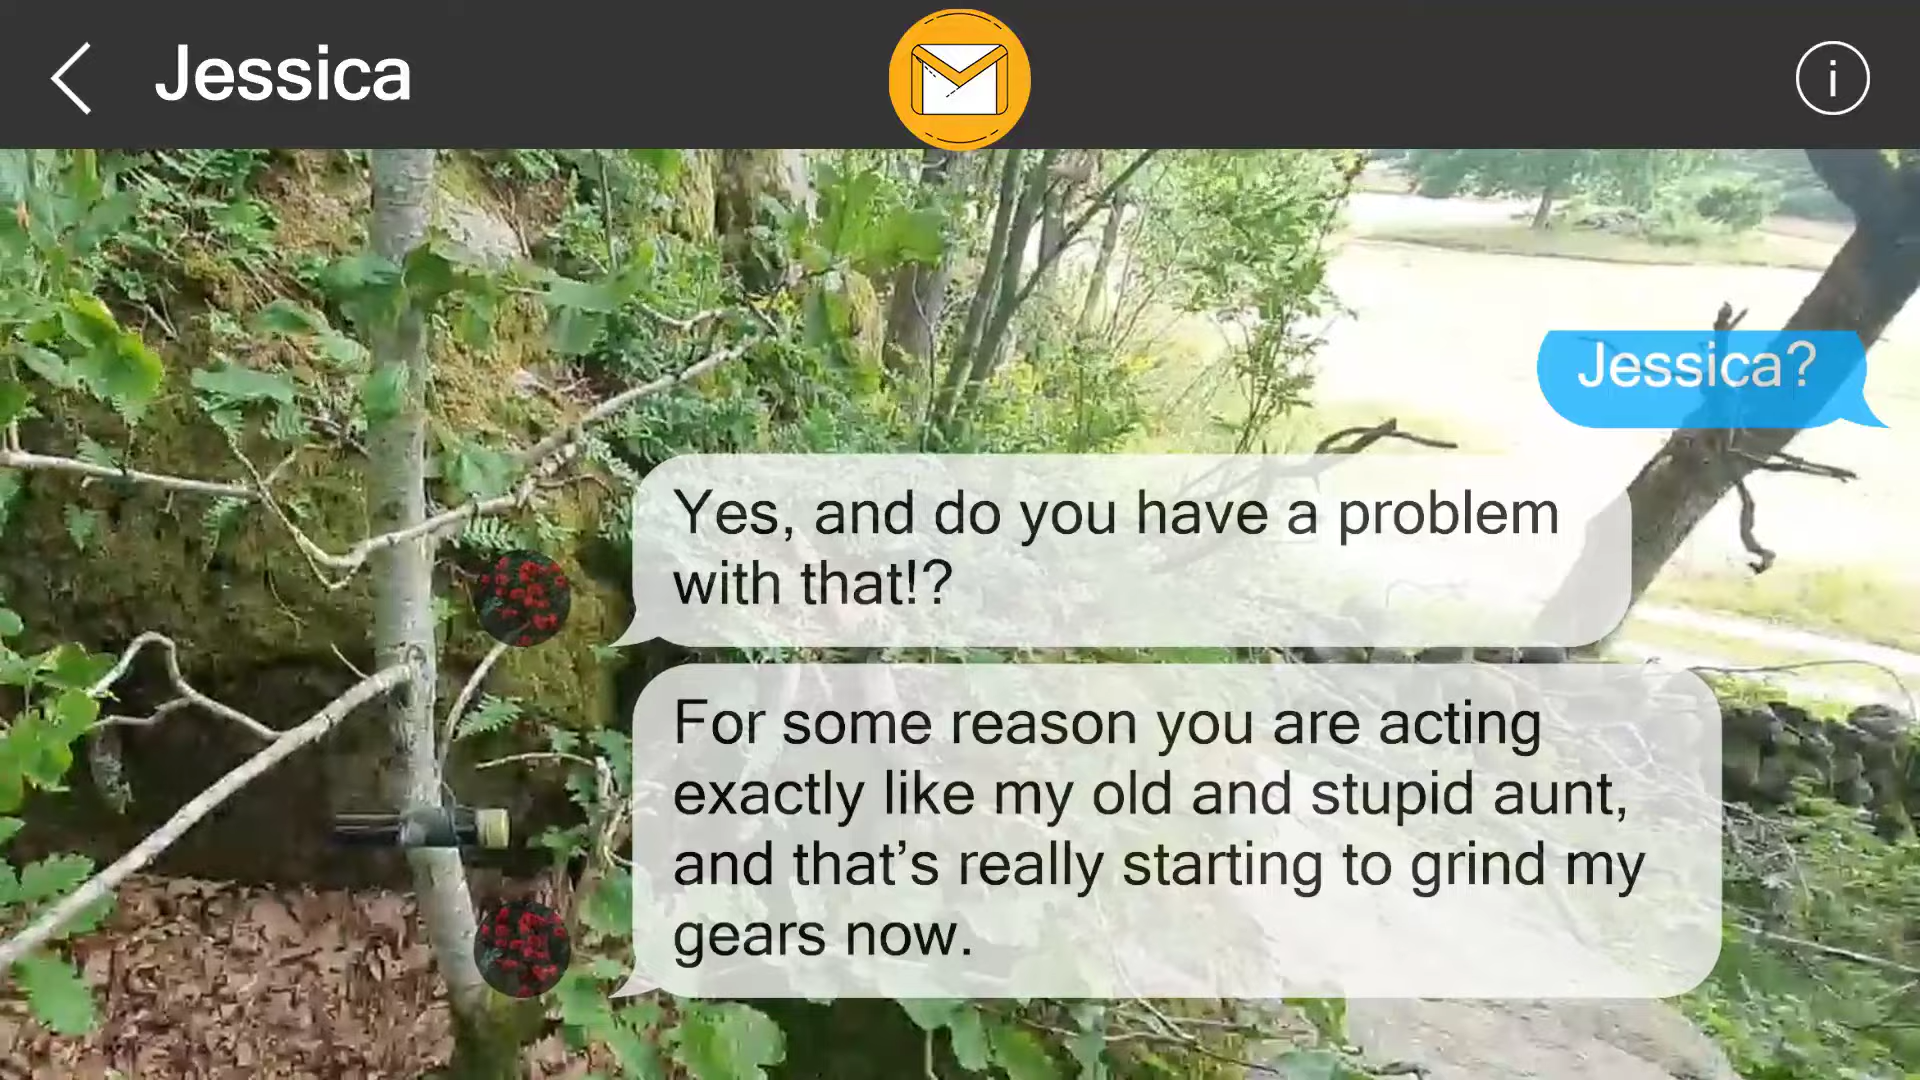 Jessica
i
Jessica?
Yes, and do you have a problem
with that!?
For some reason you are acting
exactly like my old and stupid aunt,
and that’s really starting to grind my
gears now.